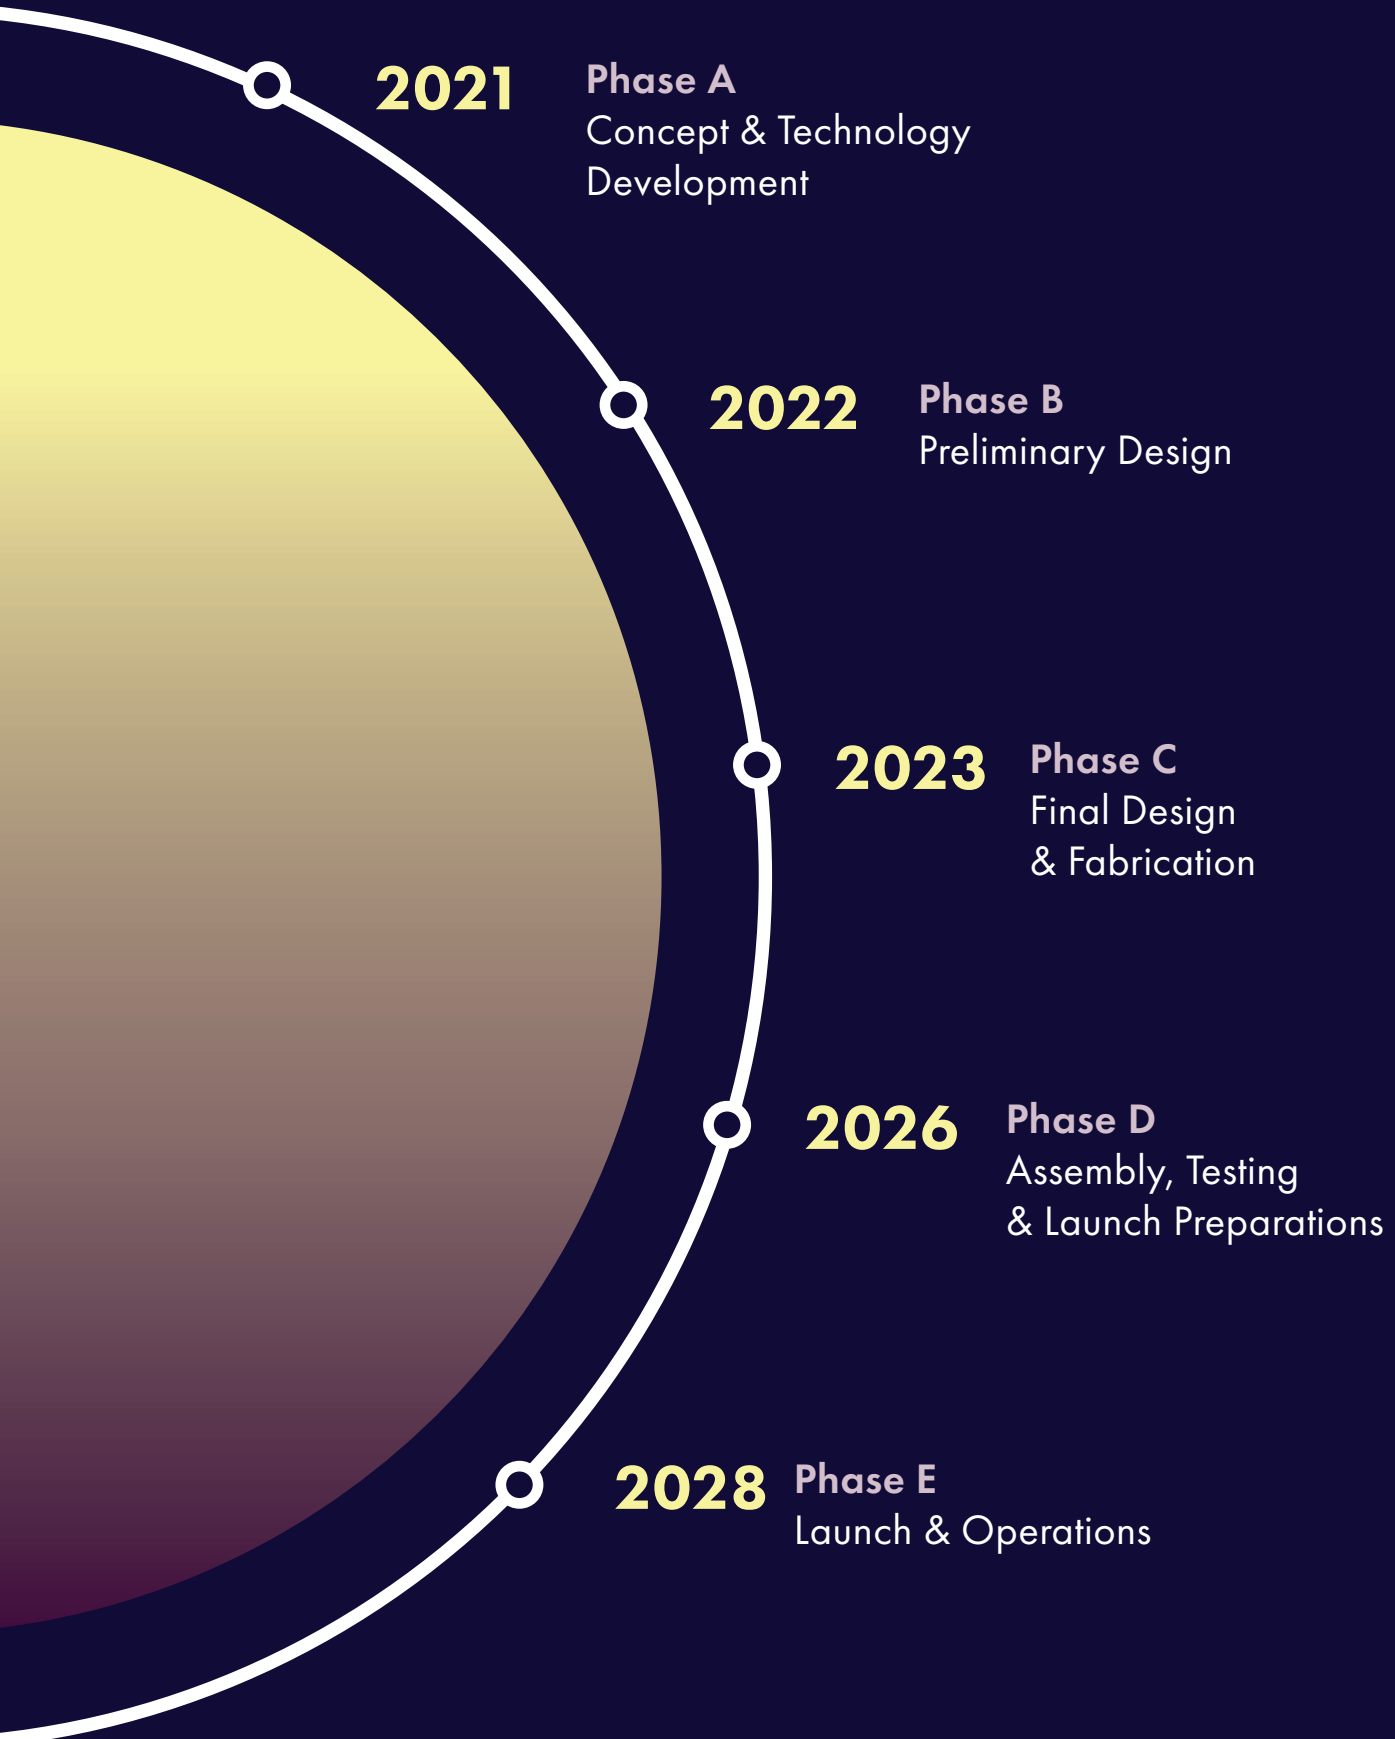 2021
Phase A
Concept & Technology
Development
2022
Phase B
Preliminary Design
2023
Phase C
Final Design
& Fabrication
2026
Phase D
Assembly, Testing
& Launch Preparations
2028
Phase E
Launch & Operations